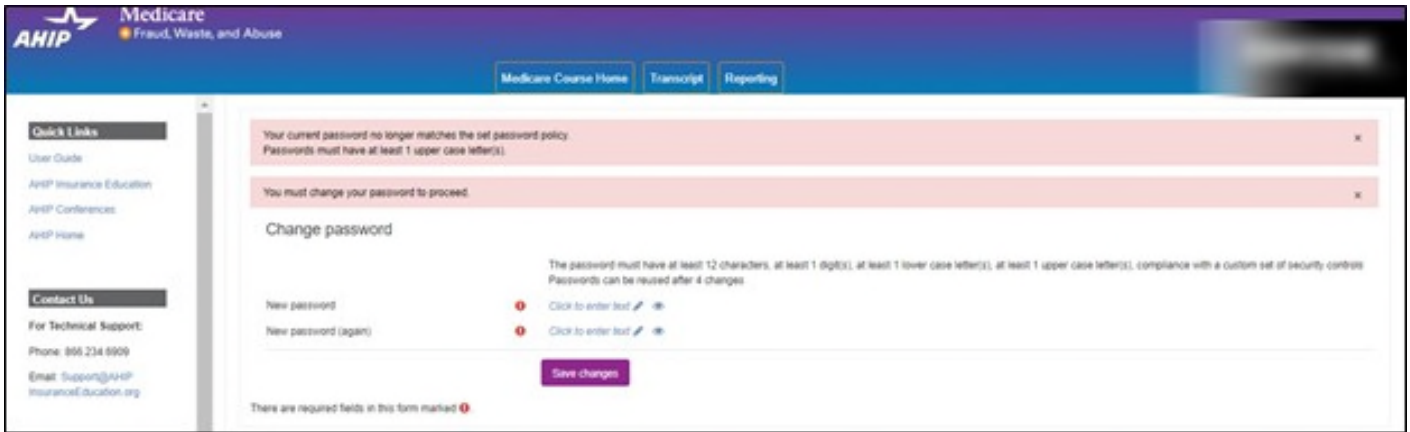 AHIP
Medicare
Fraud, Waste, and Abuse
Medicare Course Home
Transcript
Reporting
Quick Links
User Guide
AHIP Insurance Education
AHIP Conferences
AHIP Home
Contact Us
For Technical Support:
Phone: 866.234.6909
Email: Support@AHIP
InsuranceEducation.org
Your current password no longer matches the set password policy.
Passwords must have at least 1 upper case letter(s).
×
You must change your password to proceed.
×
Change password
The password must have at least 12 characters, at least 1 digit(s), at least 1 lower case letter(s), at least 1 upper case letter(s), compliance with a custom set of security controls
Passwords can be reused after 4 changes
New password
Click to enter text
New password (again)
Click to enter text
Save changes
There are required fields in this form marked